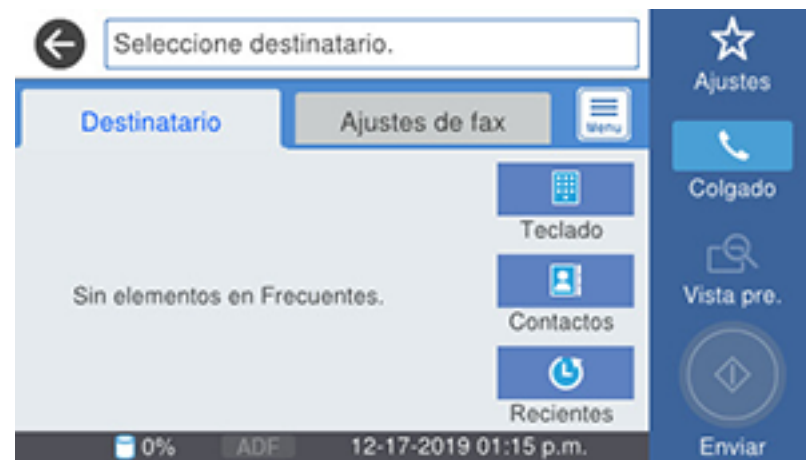 Seleccione destinatario.
Ajustes
Destinatario
Ajustes de fax
Menu
Colgado
Teclado
Sin elementos en Frecuentes.
Vista pre.
Contactos
Recientes
0% ADF 12-17-2019 01:15 p.m.
Enviar